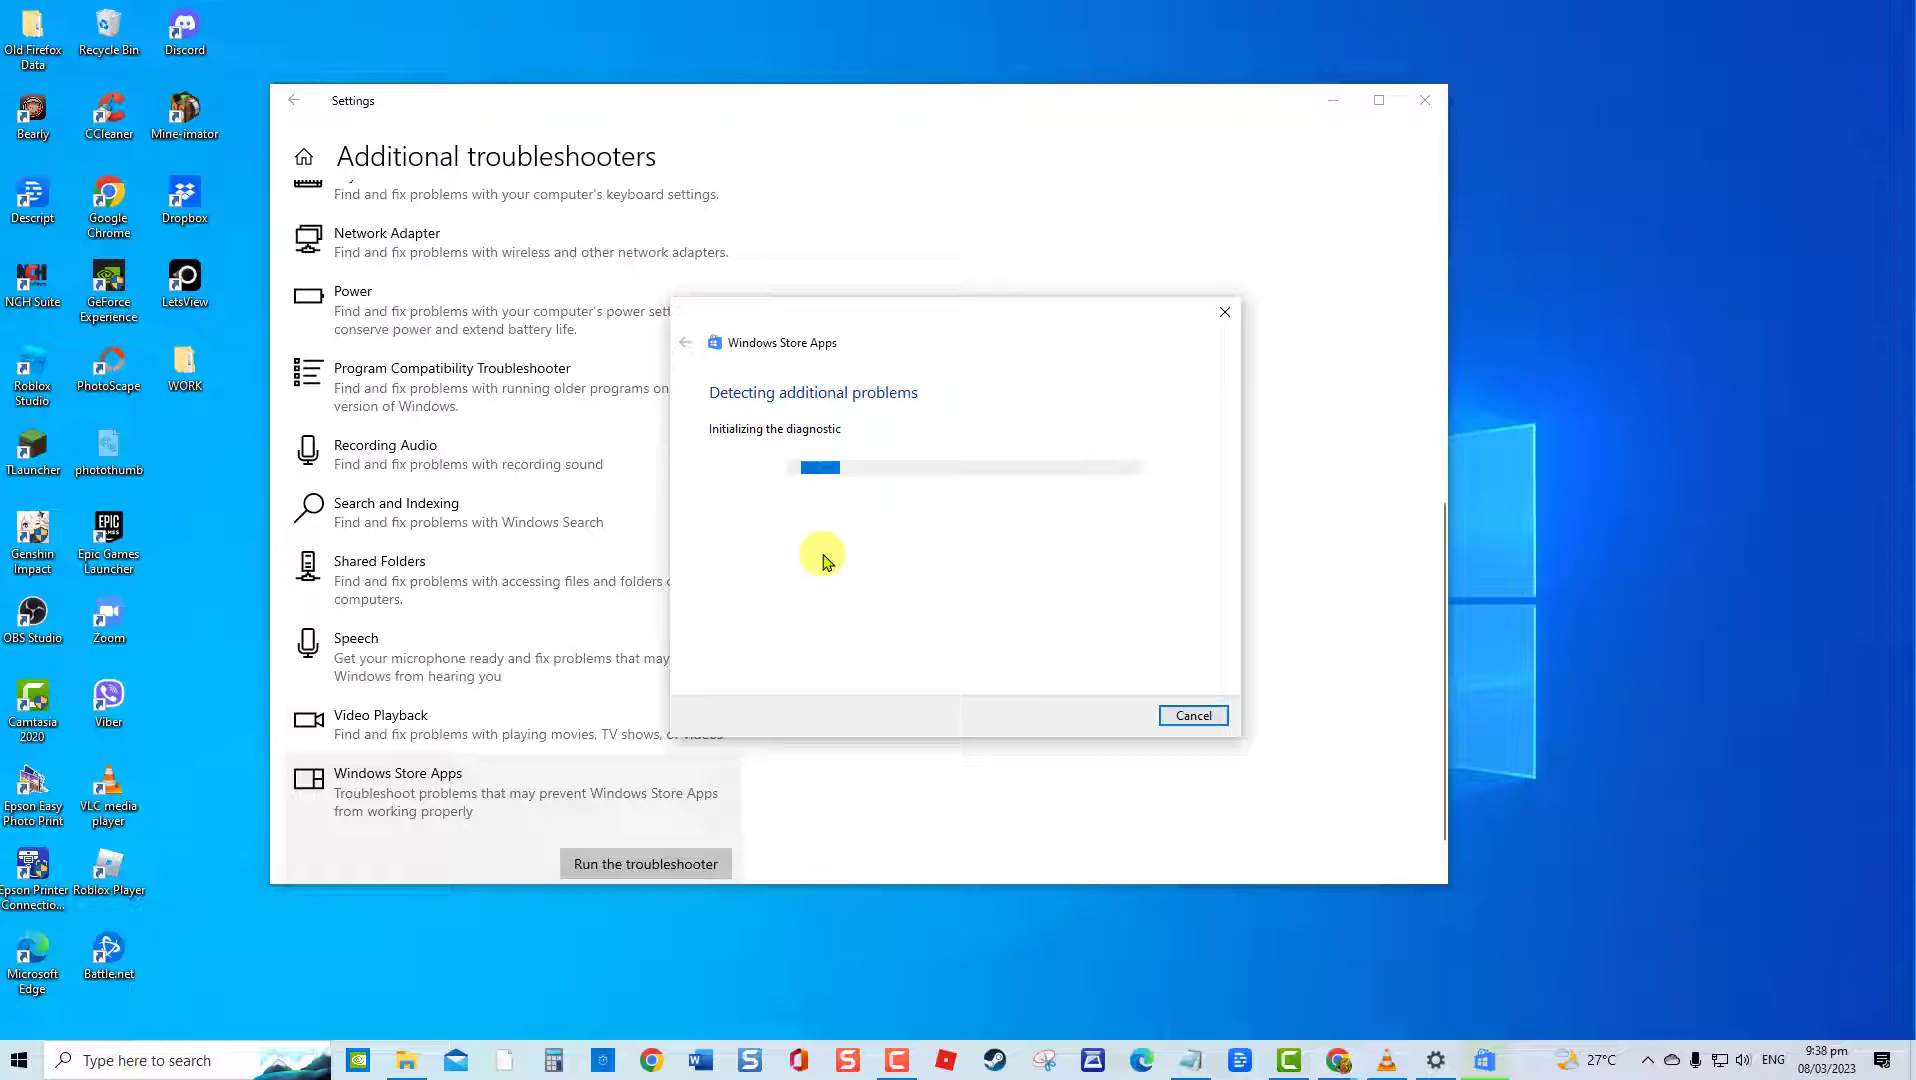 Old Firefox
Data
Recycle Bin
Discord
Bearly
CCleaner
Mine-imator
Descript
Google
Chrome
Dropbox
NCH
NCH Suite
GeForce
Experience
LetsView
Roblox
Studio
PhotoScape
WORK
TLauncher
photothumb
Genshin
Impact
EPIC
GAMES
Epic Games
Launcher
OBS Studio
Zoom
Camtasia
2020
Viber
Epson Easy
Photo Print
VLC media
player
Epson Printer
Connectio...
Roblox Player
Microsoft
Edge
Battle.net
Settings
Additional troubleshooters
Find and fix problems with your computer's keyboard settings.
Network Adapter
Find and fix problems with wireless and other network adapters.
Power
Find and fix problems with your computer's power
conserve power and extend battery life.
Program Compatibility Troubleshooter
Find and fix problems with running older programs on
version of Windows.
Recording Audio
Find and fix problems with recording sound
Search and Indexing
Find and fix problems with Windows Search
Shared Folders
Find and fix problems with accessing files and folders
computers.
Speech
Get your microphone ready and fix problems that may
Windows from hearing you
Video Playback
Find and fix problems with playing movies, TV shows, or videos
Windows Store Apps
Troubleshoot problems that may prevent Windows Store Apps
from working properly
Run the troubleshooter
Windows Store Apps
Detecting additional problems
Initializing the diagnostic
Cancel
Type here to search
27°C
ENG
9:38 pm
08/03/2023